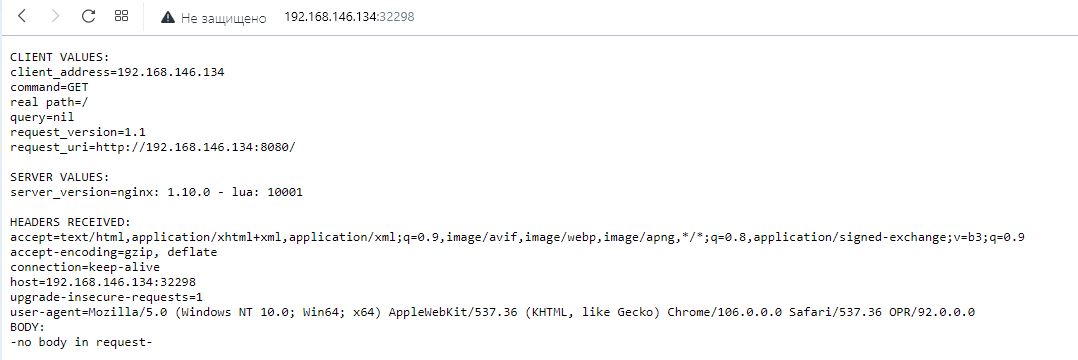 Не защищено 192.168.146.134:32298
CLIENT VALUES:
client_address=192.168.146.134
command=GET
real path=/
query=nil
request_version=1.1
request_uri=http://192.168.146.134:8080/
SERVER VALUES:
server_version=nginx: 1.10.0 - lua: 10001
HEADERS RECEIVED:
accept=text/html,application/xhtml+xml,application/xml;q=0.9,image/avif,image/webp,image/apng,*/*;q=0.8,application/signed-exchange;v=b3;q=0.9
accept-encoding=gzip, deflate
connection=keep-alive
host=192.168.146.134:32298
upgrade-insecure-requests=1
user-agent=Mozilla/5.0 (Windows NT 10.0; Win64; x64) AppleWebKit/537.36 (KHTML, like Gecko) Chrome/106.0.0.0 Safari/537.36 OPR/92.0.0.0
BODY:
-no body in request-